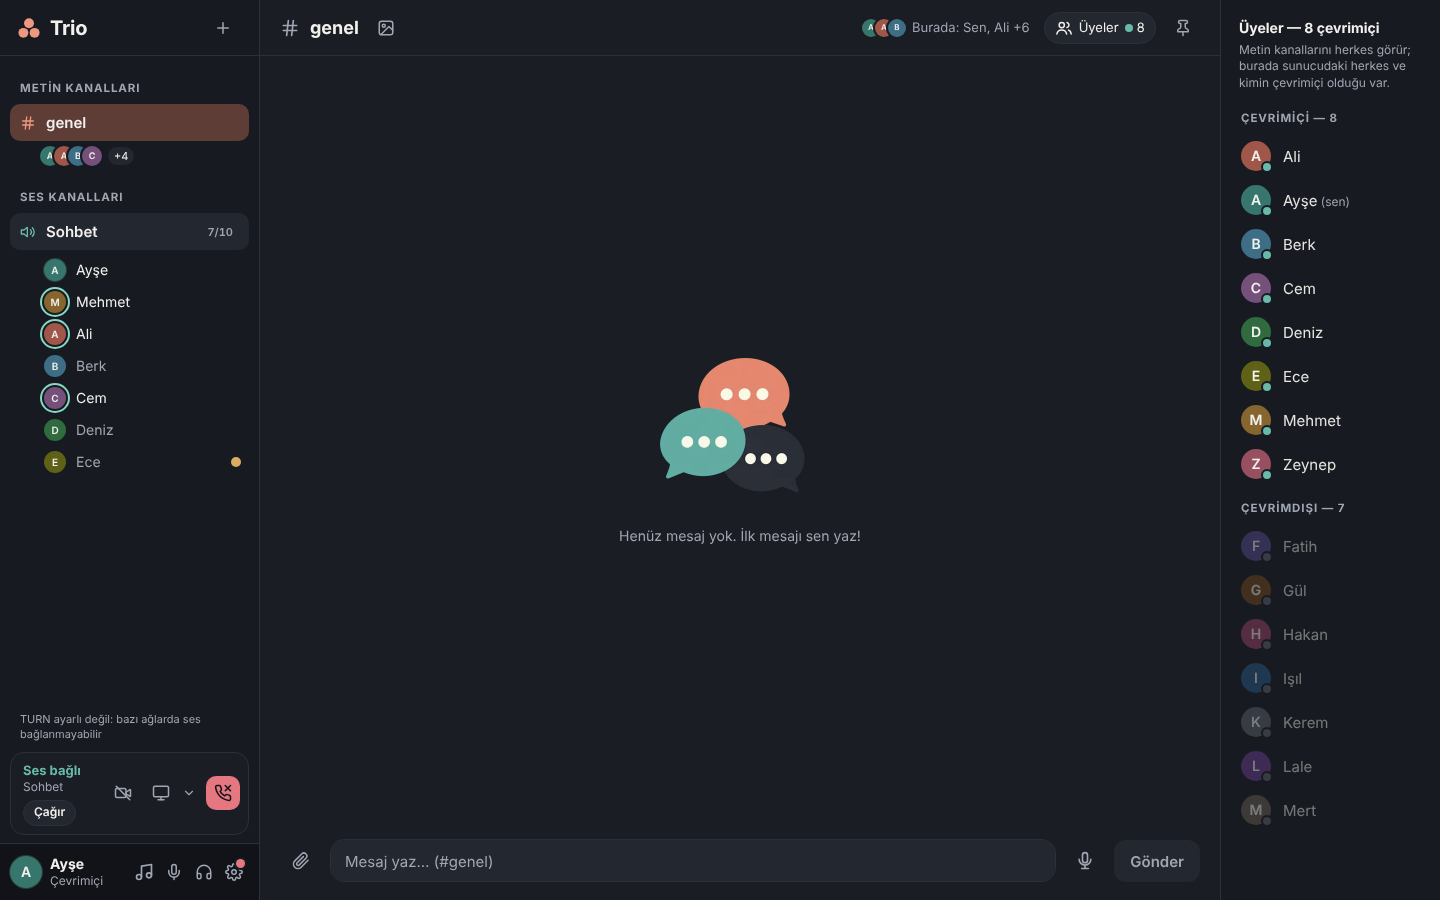 Trio
METİN KANALLARI
genel
A A B C +4
SES KANALLARI
Sohbet 7/10
A Ayşe
M Mehmet
A Ali
B Berk
C Cem
D Deniz
E Ece
TURN ayarlı değil: bazı ağlarda ses
bağlanmayabilir
Ses bağlı
Sohbet
Çağır
A Ayşe
Çevrimiçi
# genel
A A B Burada: Sen, Ali +6
Üyeler 8
Henüz mesaj yok. İlk mesajı sen yaz!
Mesaj yaz... (#genel)
Gönder
Üyeler — 8 çevrimiçi
Metin kanallarını herkes görür;
burada sunucudaki herkes ve
kimin çevrimiçi olduğu var.
ÇEVRİMİÇİ — 8
A Ali
A Ayşe (sen)
B Berk
C Cem
D Deniz
E Ece
M Mehmet
Z Zeynep
ÇEVRİMDIŞI — 7
F Fatih
G Gül
H Hakan
I Işıl
K Kerem
L Lale
M Mert